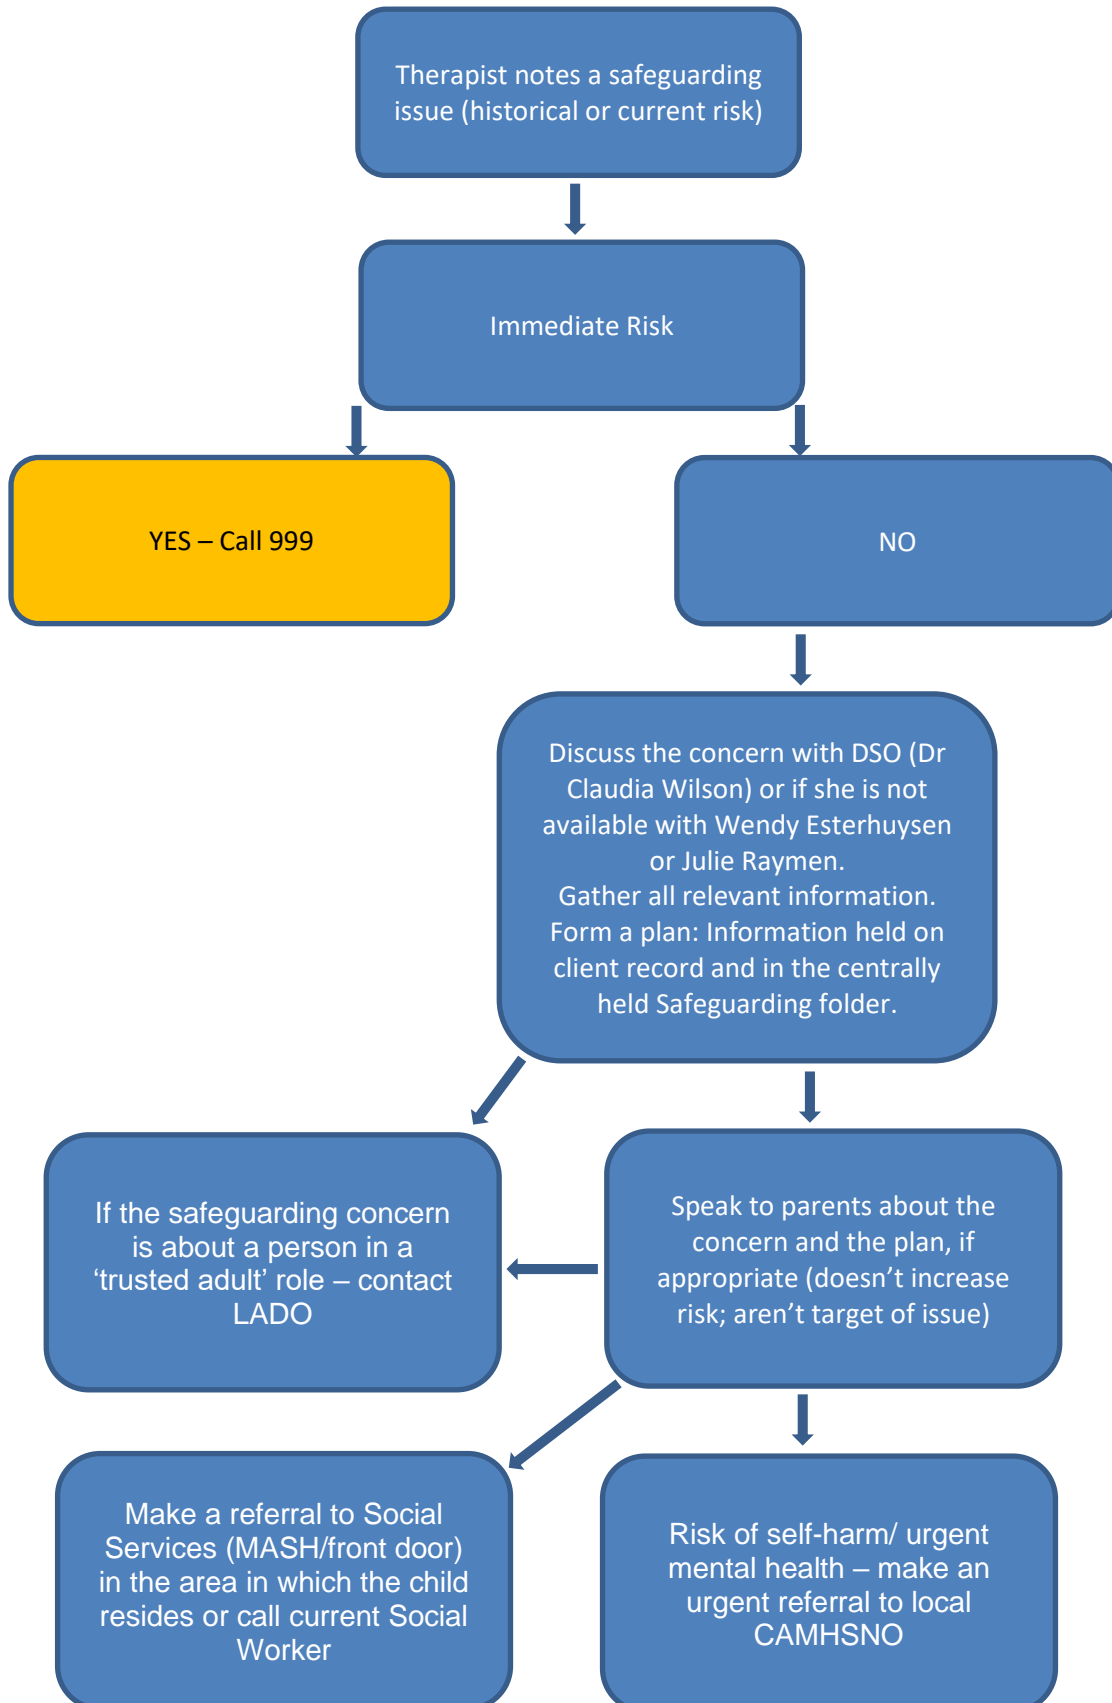 Therapist notes a safeguarding
issue (historical or current risk)
Immediate Risk
YES – Call 999
NO
Discuss the concern with DSO (Dr
Claudia Wilson) or if she is not
available with Wendy Esterhuysen
or Julie Raymen.
Gather all relevant information.
Form a plan: Information held on
client record and in the centrally
held Safeguarding folder.
If the safeguarding concern
is about a person in a
‘trusted adult’ role – contact
LADO
Speak to parents about the
concern and the plan, if
appropriate (doesn’t increase
risk; aren’t target of issue)
Make a referral to Social
Services (MASH/front door)
in the area in which the child
resides or call current Social
Worker
Risk of self-harm/ urgent
mental health – make an
urgent referral to local
CAMHSNO